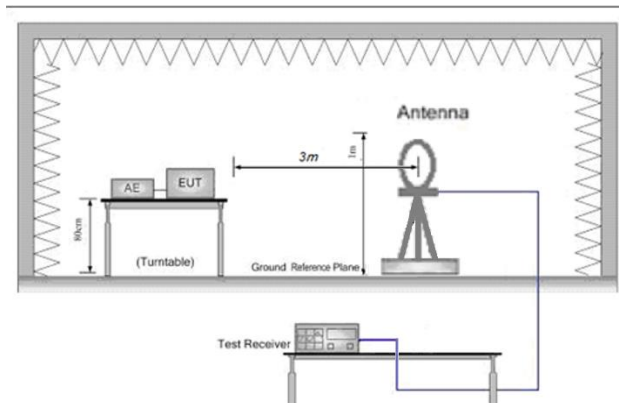 Antenna
3m
1m
AE
EUT
80cm
(Turntable)
Ground Reference Plane
Test Receiver